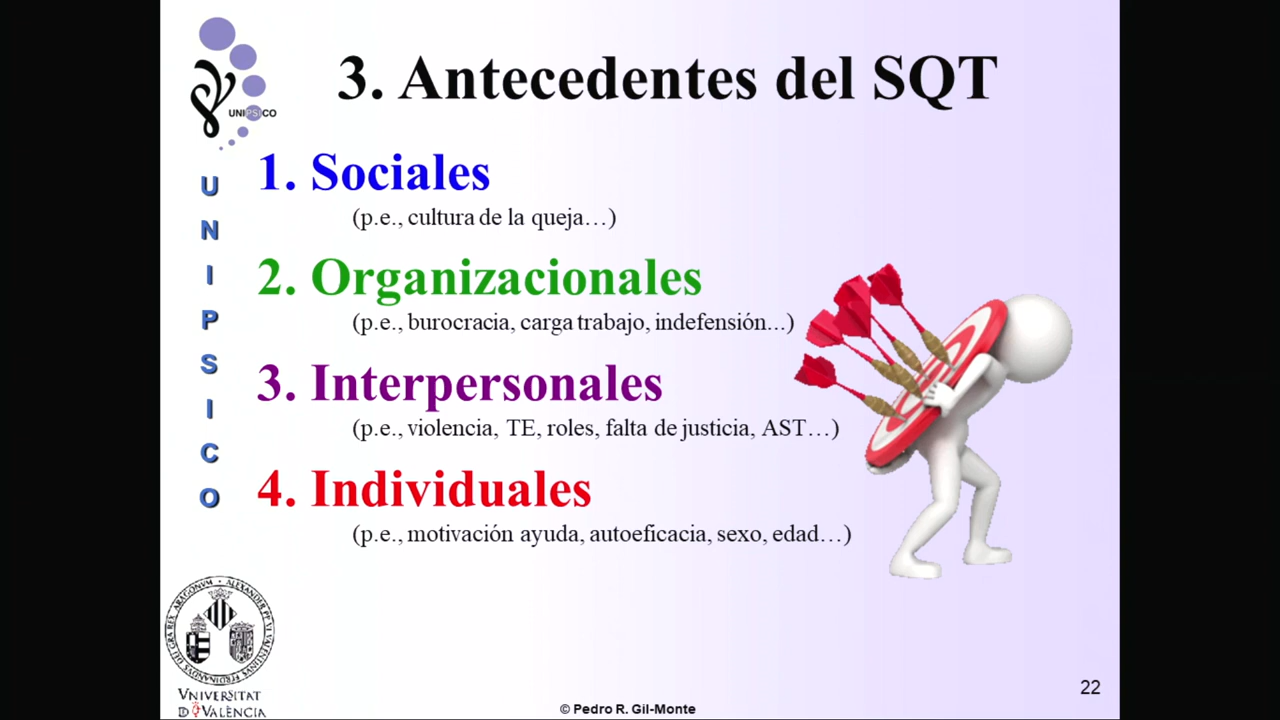 3. Antecedentes del SQT
UNIPSICO
UNIPSICO
1. Sociales
(p.e., cultura de la queja…)
2. Organizacionales
(p.e., burocracia, carga trabajo, indefensión...)
3. Interpersonales
(p.e., violencia, TE, roles, falta de justicia, AST…)
4. Individuales
(p.e., motivación ayuda, autoeficacia, sexo, edad…)
VNIVERSITAT
D VALÈNCIA
© Pedro R. Gil-Monte
22